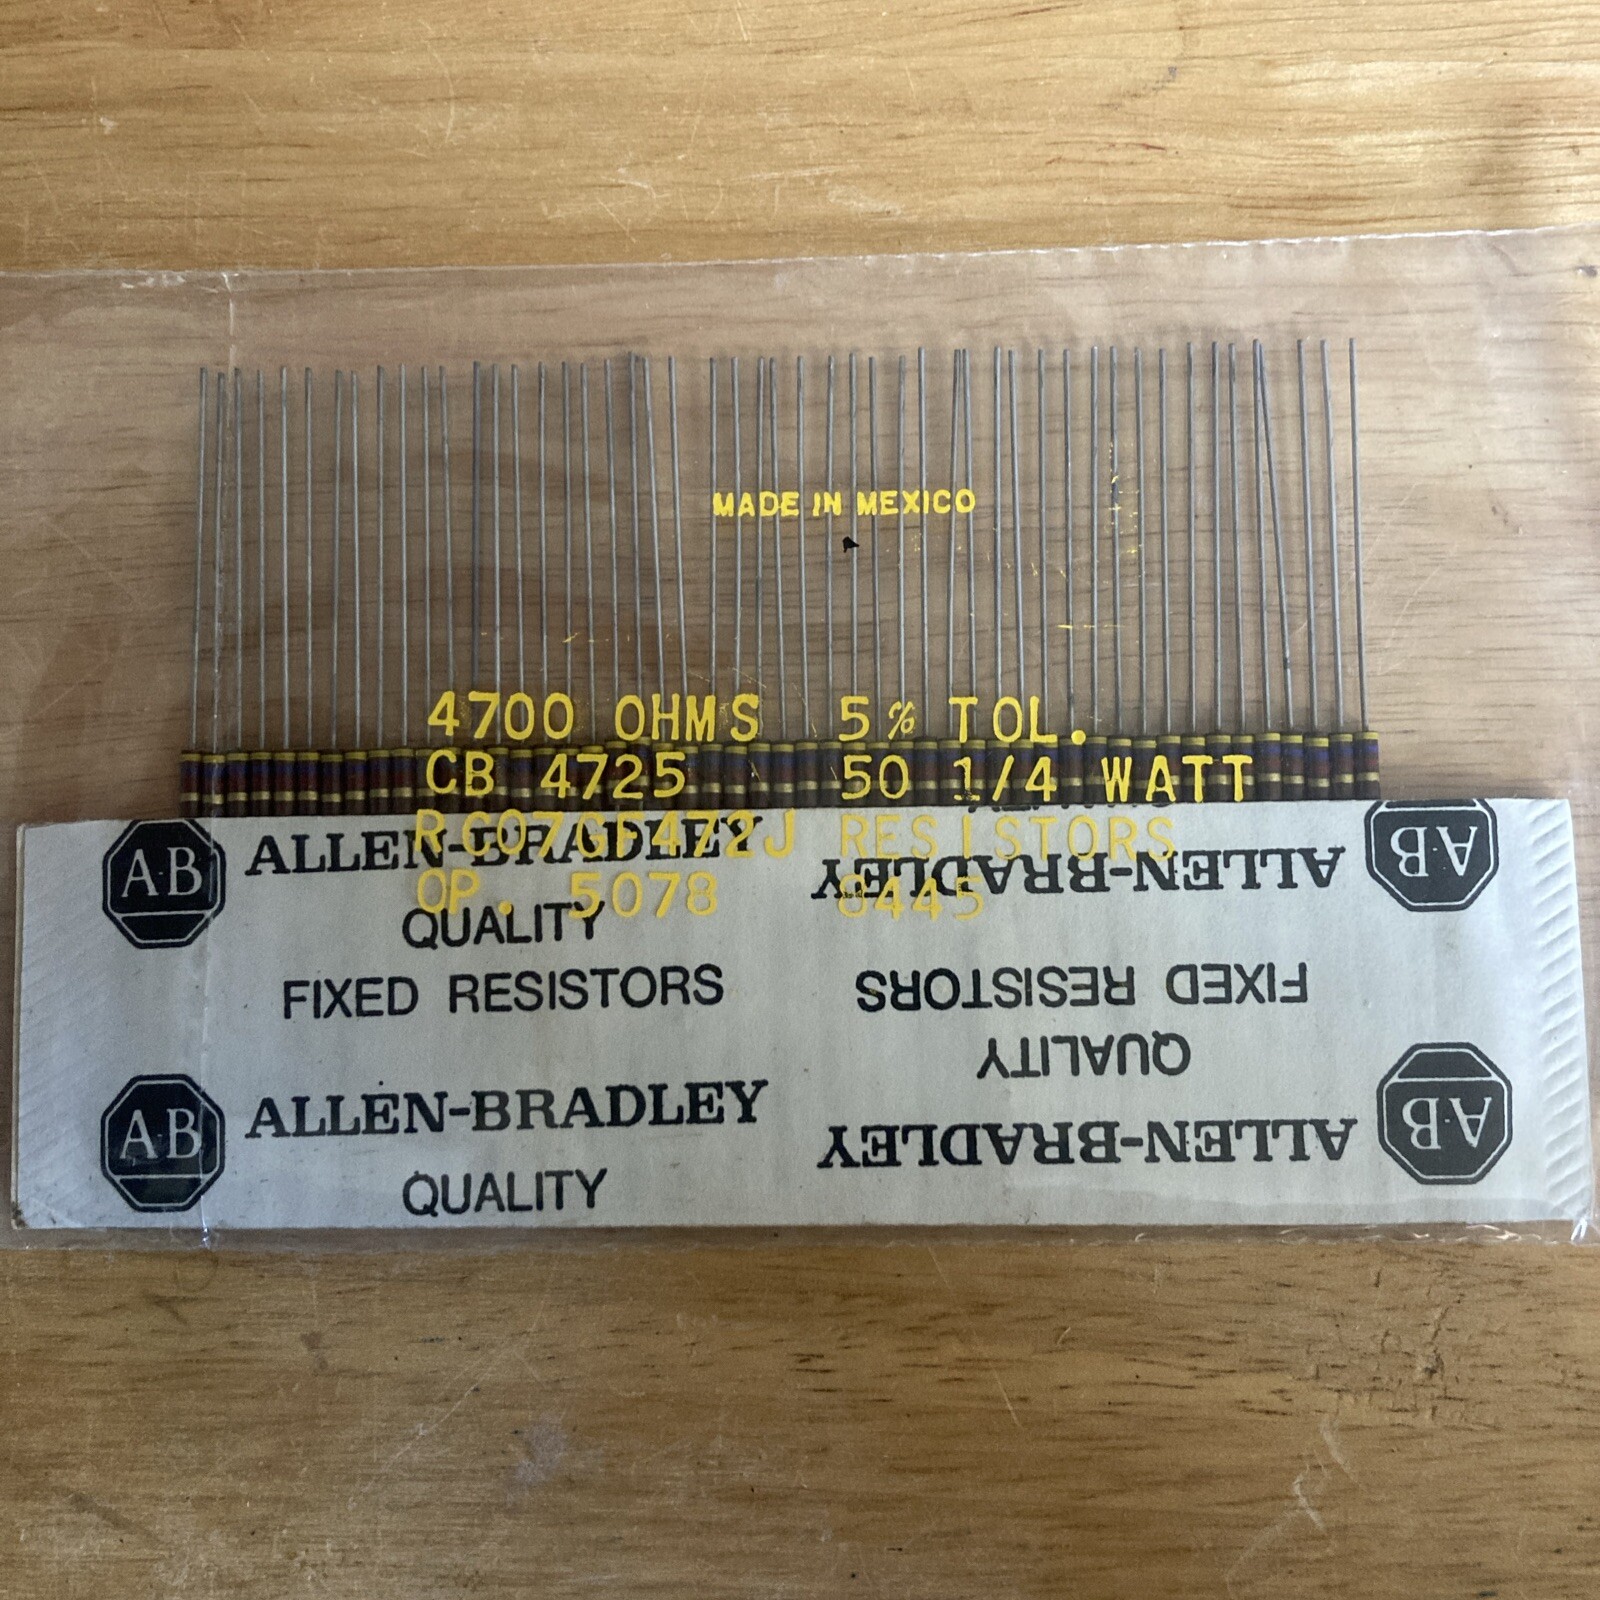 MADE IN MEXICO
4700 OHMS 5% TOL.
CB 4725 50 1/4 WATT
RC07GF472J RESISTORS
OP. 5078 8445
AB ALLEN-BRADLEY
QUALITY
FIXED RESISTORS
AB ALLEN-BRADLEY
QUALITY
ALLEN-BRADLEY AB
FIXED RESISTORS
QUALITY
ALLEN-BRADLEY AB